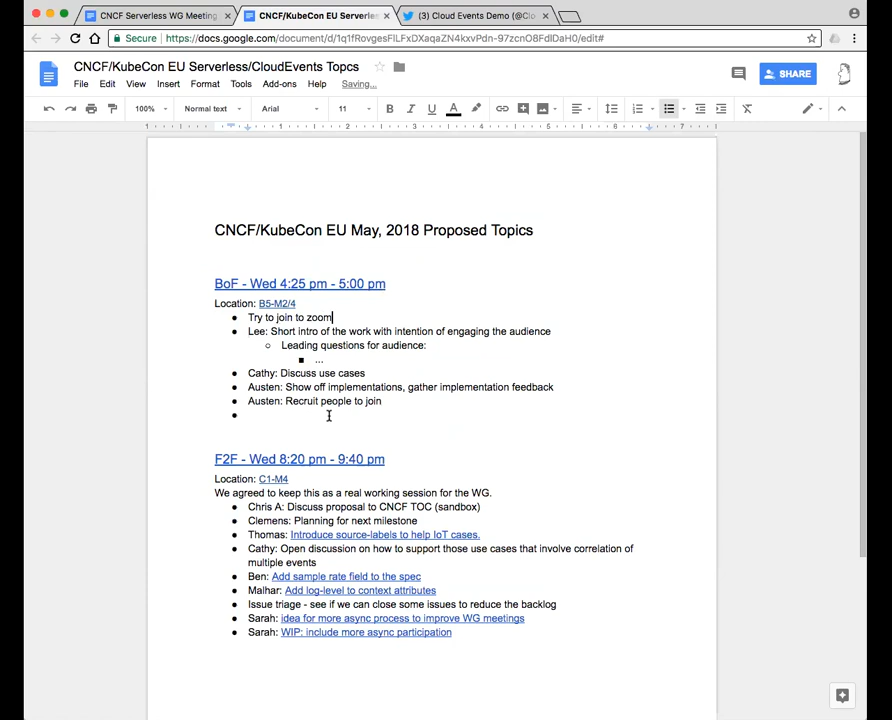 CNCF Serverless WG Meeting
CNCF/KubeCon EU Serverles
(3) Cloud Events Demo (@Clo
Secure
https://docs.google.com/document/d/1q1fRovgesFlLFxDXaqaZN4kxvPdn-97zcnO8FdlDaH0/edit#
CNCF/KubeCon EU Serverless/CloudEvents Topcs
SHARE
File Edit View Insert Format Tools Add-ons Help Saving...
100% Normal text Arial 11 B I U A
1 1 2 3 4 5 6 7
CNCF/KubeCon EU May, 2018 Proposed Topics
BoF - Wed 4:25 pm - 5:00 pm
Location: B5-M2/4
● Try to join to zoom
● Lee: Short intro of the work with intention of engaging the audience
○ Leading questions for audience:
■ ...
● Cathy: Discuss use cases
● Austen: Show off implementations, gather implementation feedback
● Austen: Recruit people to join
●
F2F - Wed 8:20 pm - 9:40 pm
Location: C1-M4
We agreed to keep this as a real working session for the WG.
● Chris A: Discuss proposal to CNCF TOC (sandbox)
● Clemens: Planning for next milestone
● Thomas: Introduce source-labels to help IoT cases.
● Cathy: Open discussion on how to support those use cases that involve correlation of
multiple events
● Ben: Add sample rate field to the spec
● Malhar: Add log-level to context attributes
● Issue triage - see if we can close some issues to reduce the backlog
● Sarah: idea for more async process to improve WG meetings
● Sarah: WIP: include more async participation